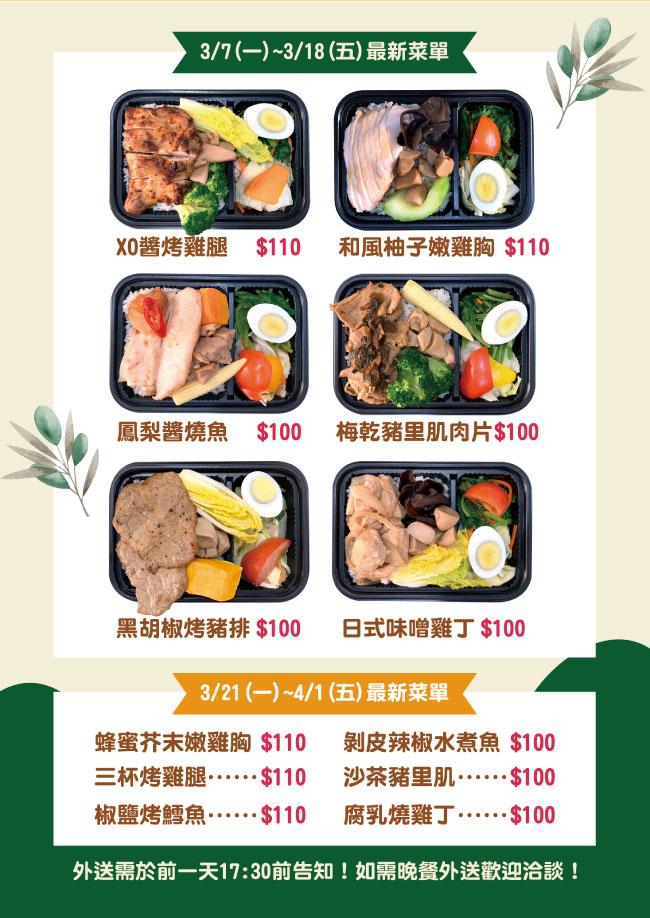 3/7(一)~3/18(五)最新菜單
XO醬烤雞腿 $110
和風柚子嫩雞胸 $110
鳳梨醬燒魚 $100
梅乾豬里肌肉片$100
黑胡椒烤豬排 $100
日式味噌雞丁 $100
3/21(一)~4/1(五)最新菜單
蜂蜜芥末嫩雞胸 $110
剝皮辣椒水煮魚 $100
三杯烤雞腿⋯⋯$110
沙茶豬里肌⋯⋯$100
椒鹽烤鱈魚⋯⋯$110
腐乳燒雞丁⋯⋯$100
外送需於前一天17:30前告知！如需晚餐外送歡迎洽談！